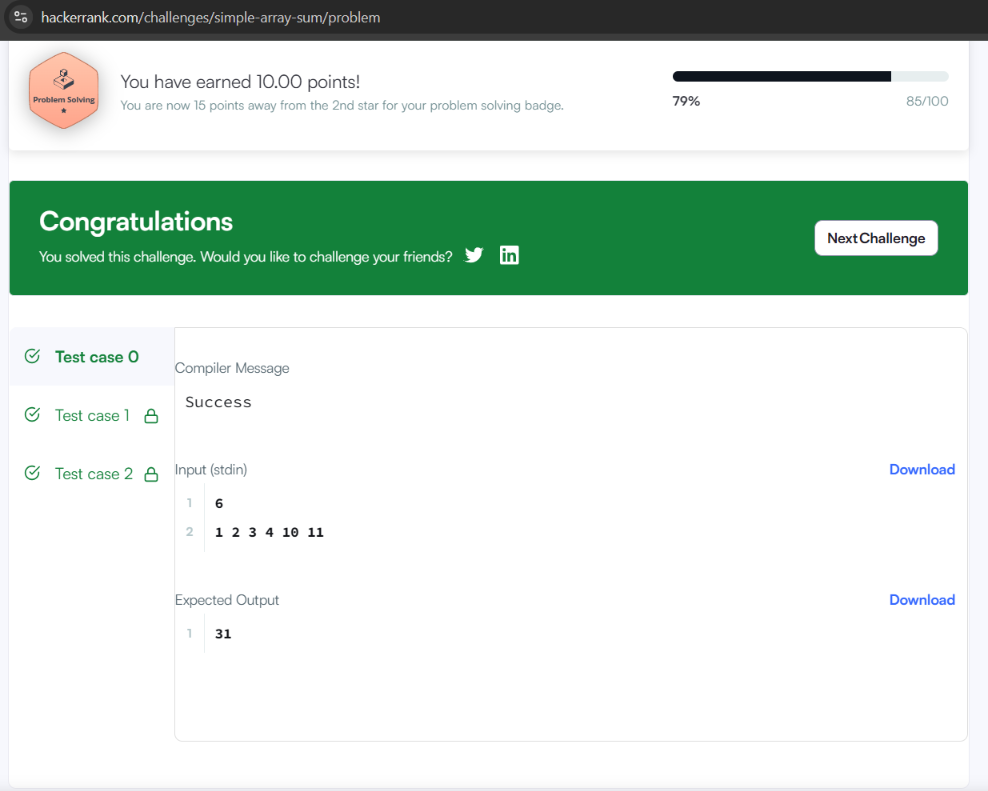 hackerrank.com/challenges/simple-array-sum/problem
Problem Solving
You have earned 10.00 points!
You are now 15 points away from the 2nd star for your problem solving badge.
79%
85/100
Congratulations
You solved this challenge. Would you like to challenge your friends?
in
Next Challenge
Test case 0
Test case 1
Test case 2
Compiler Message
Success
Input (stdin)
Download
1 6
2 1 2 3 4 10 11
Expected Output
Download
1 31